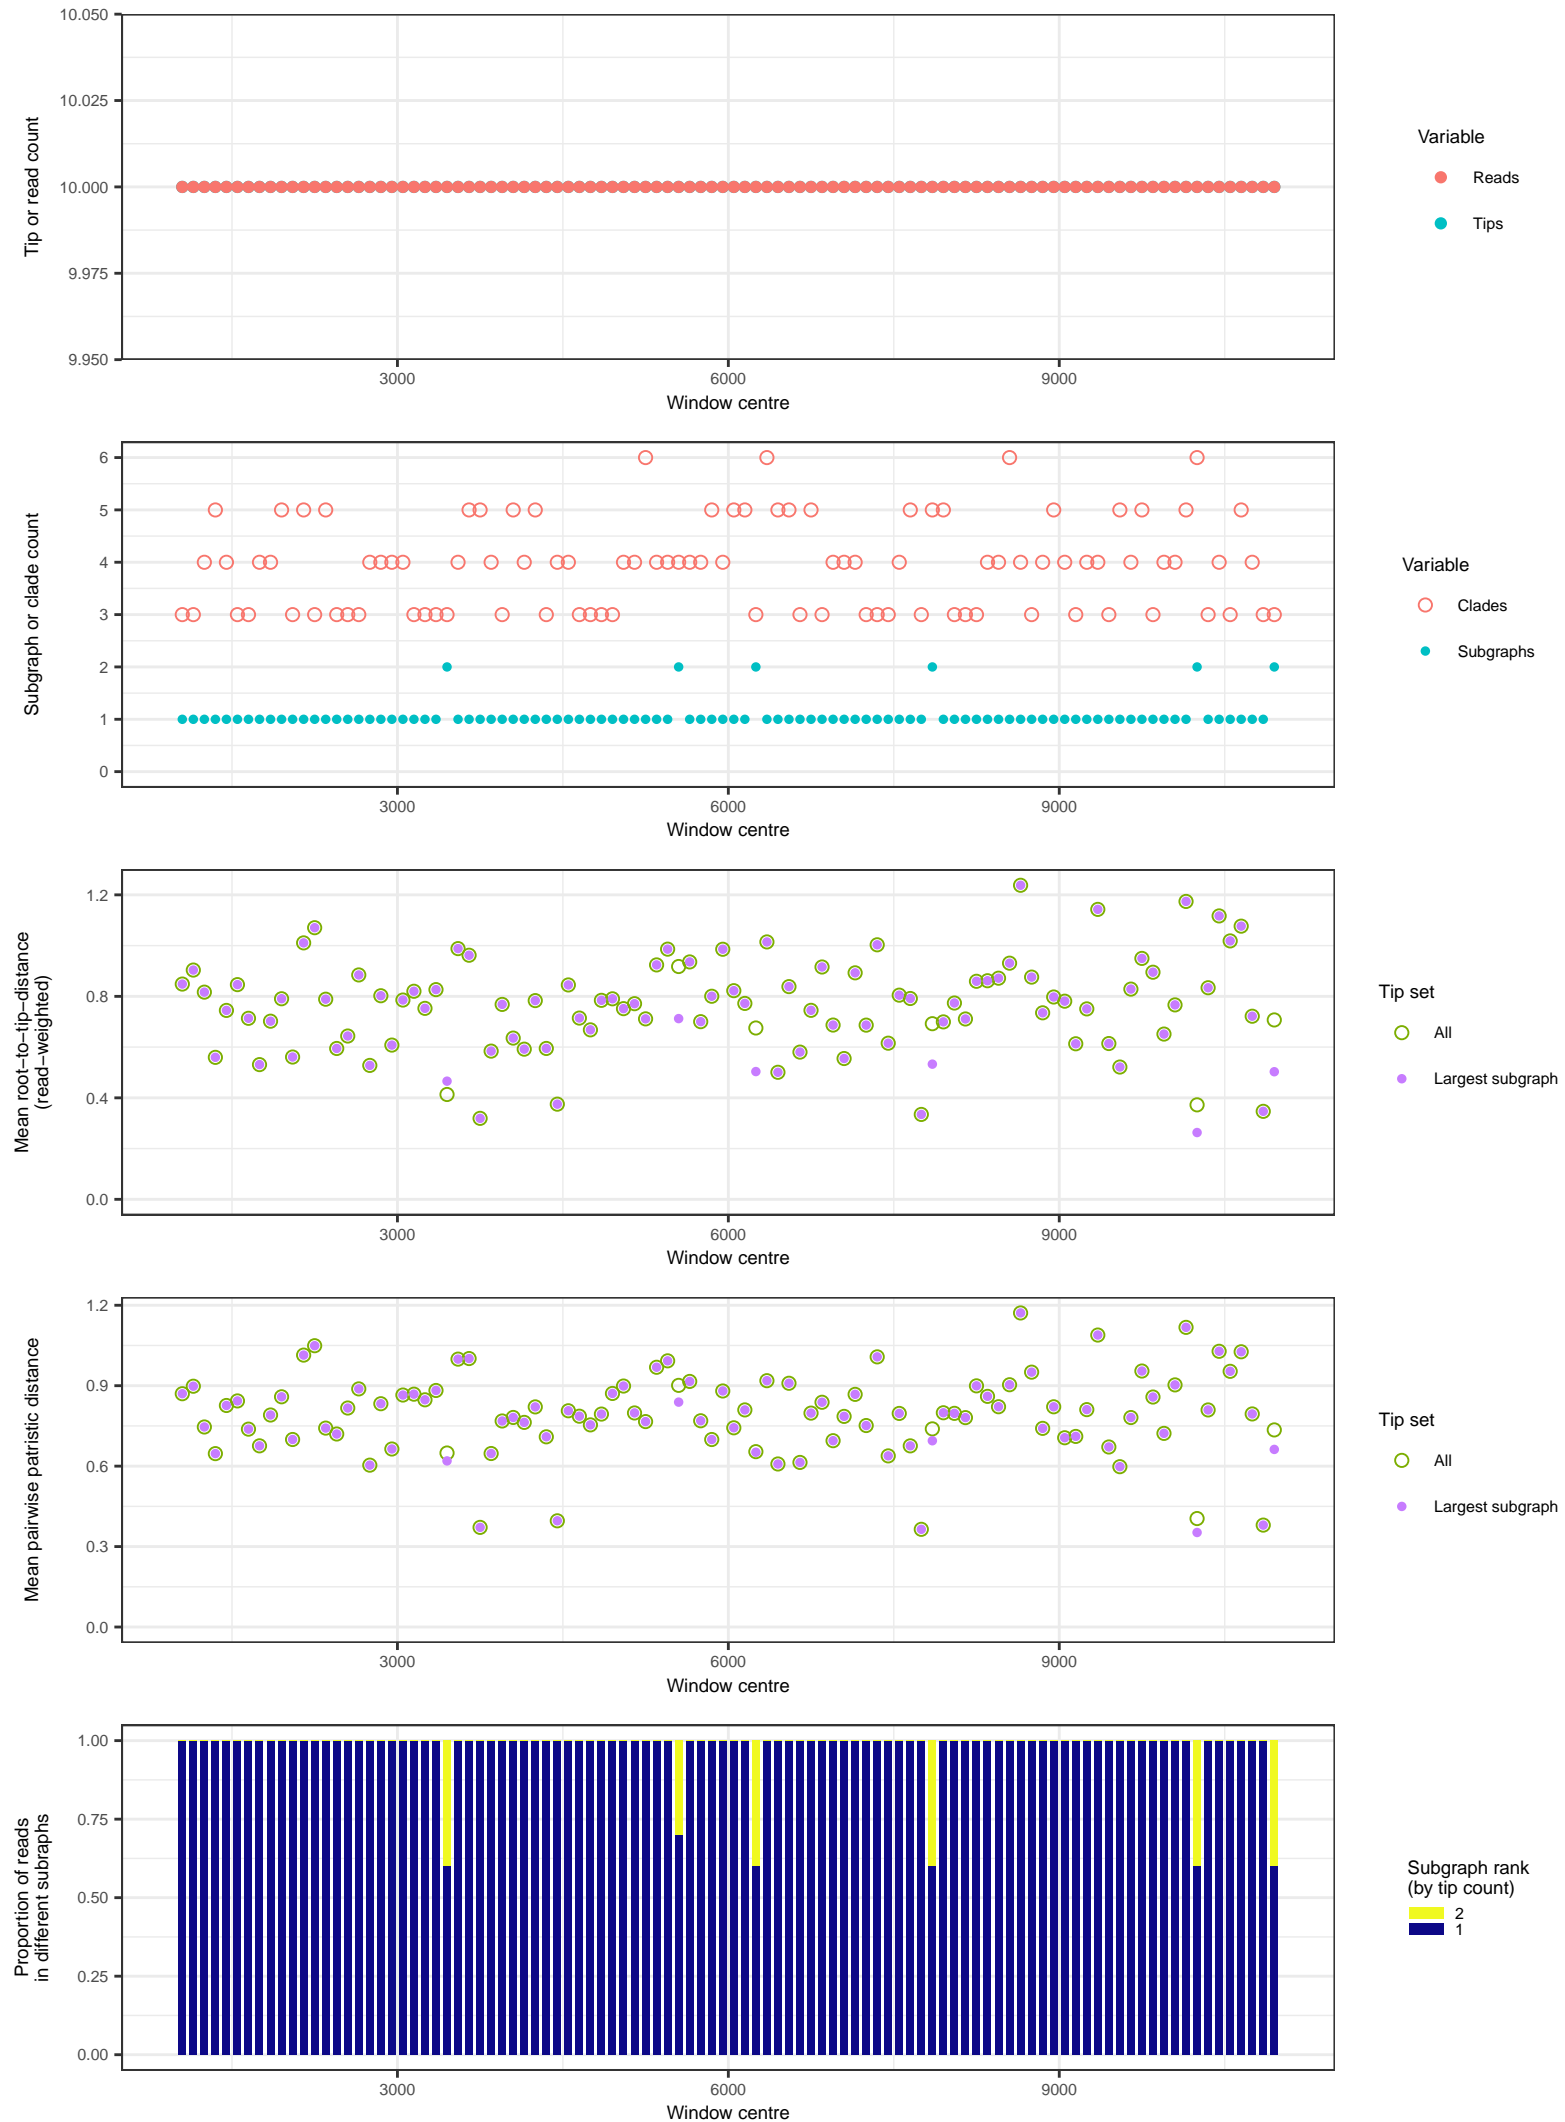 10.050
10.025
10.000
9.975
9.950
Tip or read count
3000
6000
9000
Window centre
Variable
Reads
Tips
6
5
4
3
2
1
0
Subgraph or clade count
3000
6000
9000
Window centre
Variable
Clades
Subgraphs
1.2
0.8
0.4
0.0
Mean root−to−tip−distance
(read−weighted)
3000
6000
9000
Window centre
Tip set
All
Largest subgraph
1.2
0.9
0.6
0.3
0.0
Mean pairwise patristic distance
3000
6000
9000
Window centre
Tip set
All
Largest subgraph
1.00
0.75
0.50
0.25
0.00
Proportion of reads
in different subraphs
3000
6000
9000
Window centre
Subgraph rank
(by tip count)
2
1